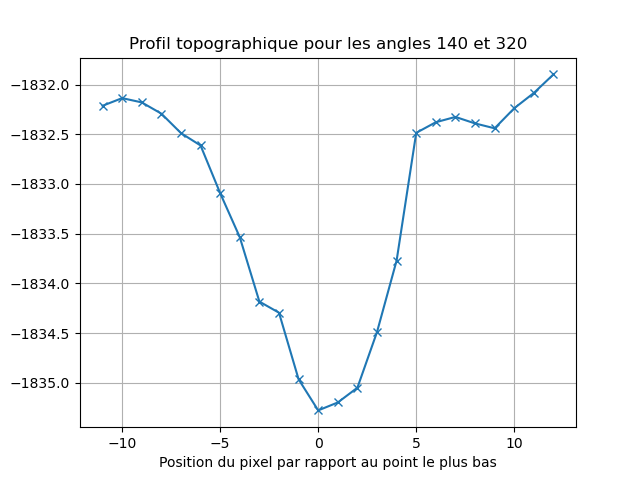 Profil topographique pour les angles 140 et 320
−1832.0
−1832.5
−1833.0
−1833.5
−1834.0
−1834.5
−1835.0
−10 −5 0 5 10
Position du pixel par rapport au point le plus bas